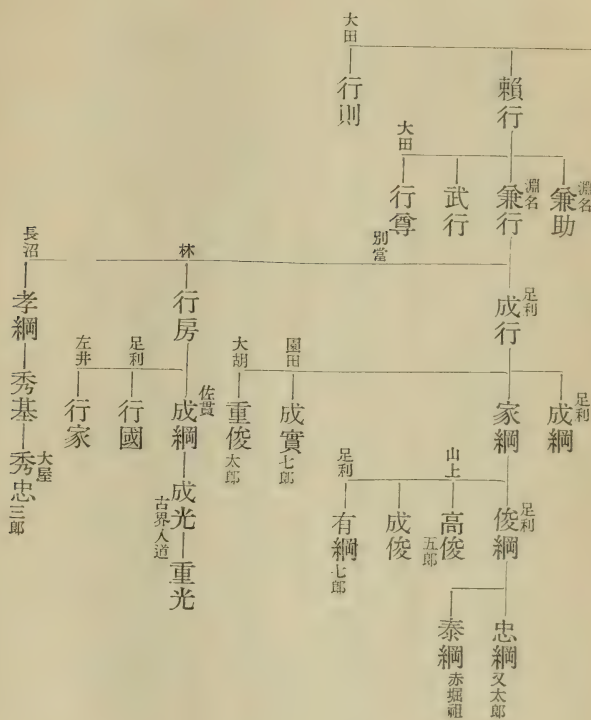 賴行
大田
行則
淵名
兼助
淵名
兼行
武行
大田
行尊
足利
成行
別當
林
行房
長沼
孝綱
秀基
大屋
秀忠
三郎
足利
成綱
家綱
園田
成實
七郎
大胡
重俊
太郎
佐貫
成綱
成光
古界入道
重光
足利
行國
左井
行家
足利
俊綱
山上
高俊
五郎
成俊
足利
有綱
七郎
忠綱
又太郎
泰綱
赤堀祖